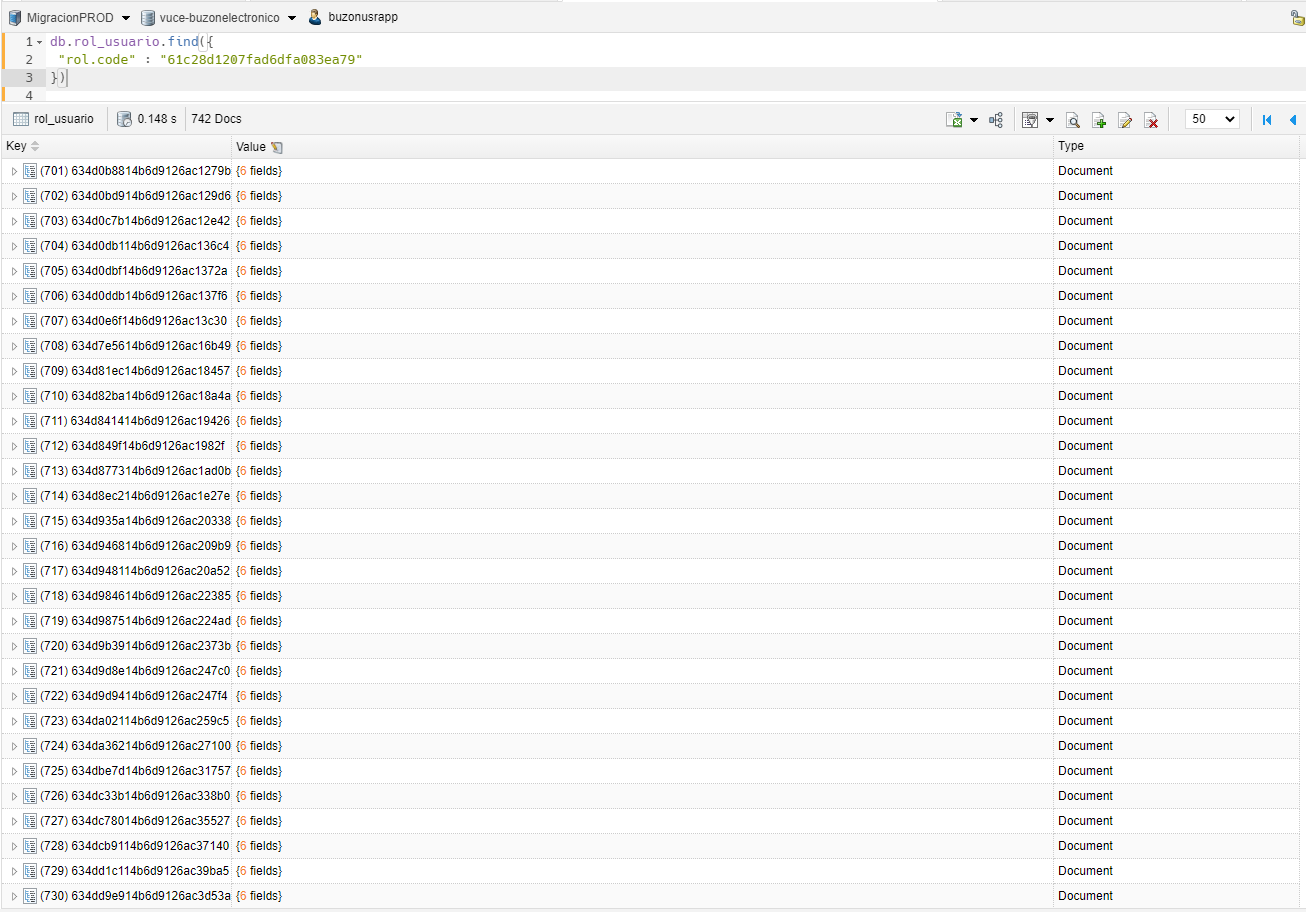 MigracionPROD vuce-buzonelectronico buzonusrapp
1 db.rol_usuario.find({
2 "rol.code" : "61c28d1207fad6dfa083ea79"
3 })
4
rol_usuario 0.148 s 742 Docs 50
Key Value Type
(701) 634d0b8814b6d9126ac1279b {6 fields} Document
(702) 634d0bd914b6d9126ac129d6 {6 fields} Document
(703) 634d0c7b14b6d9126ac12e42 {6 fields} Document
(704) 634d0db114b6d9126ac136c4 {6 fields} Document
(705) 634d0dbf14b6d9126ac1372a {6 fields} Document
(706) 634d0ddb14b6d9126ac137f6 {6 fields} Document
(707) 634d0e6f14b6d9126ac13c30 {6 fields} Document
(708) 634d7e5614b6d9126ac16b49 {6 fields} Document
(709) 634d81ec14b6d9126ac18457 {6 fields} Document
(710) 634d82ba14b6d9126ac18a4a {6 fields} Document
(711) 634d841414b6d9126ac19426 {6 fields} Document
(712) 634d849f14b6d9126ac1982f {6 fields} Document
(713) 634d877314b6d9126ac1ad0b {6 fields} Document
(714) 634d8ec214b6d9126ac1e27e {6 fields} Document
(715) 634d935a14b6d9126ac20338 {6 fields} Document
(716) 634d946814b6d9126ac209b9 {6 fields} Document
(717) 634d948114b6d9126ac20a52 {6 fields} Document
(718) 634d984614b6d9126ac22385 {6 fields} Document
(719) 634d987514b6d9126ac224ad {6 fields} Document
(720) 634d9b3914b6d9126ac2373b {6 fields} Document
(721) 634d9d8e14b6d9126ac247c0 {6 fields} Document
(722) 634d9d9414b6d9126ac247f4 {6 fields} Document
(723) 634da02114b6d9126ac259c5 {6 fields} Document
(724) 634da36214b6d9126ac27100 {6 fields} Document
(725) 634dbe7d14b6d9126ac31757 {6 fields} Document
(726) 634dc33b14b6d9126ac338b0 {6 fields} Document
(727) 634dc78014b6d9126ac35527 {6 fields} Document
(728) 634dcb9114b6d9126ac37140 {6 fields} Document
(729) 634dd1c114b6d9126ac39ba5 {6 fields} Document
(730) 634dd9e914b6d9126ac3d53a {6 fields} Document